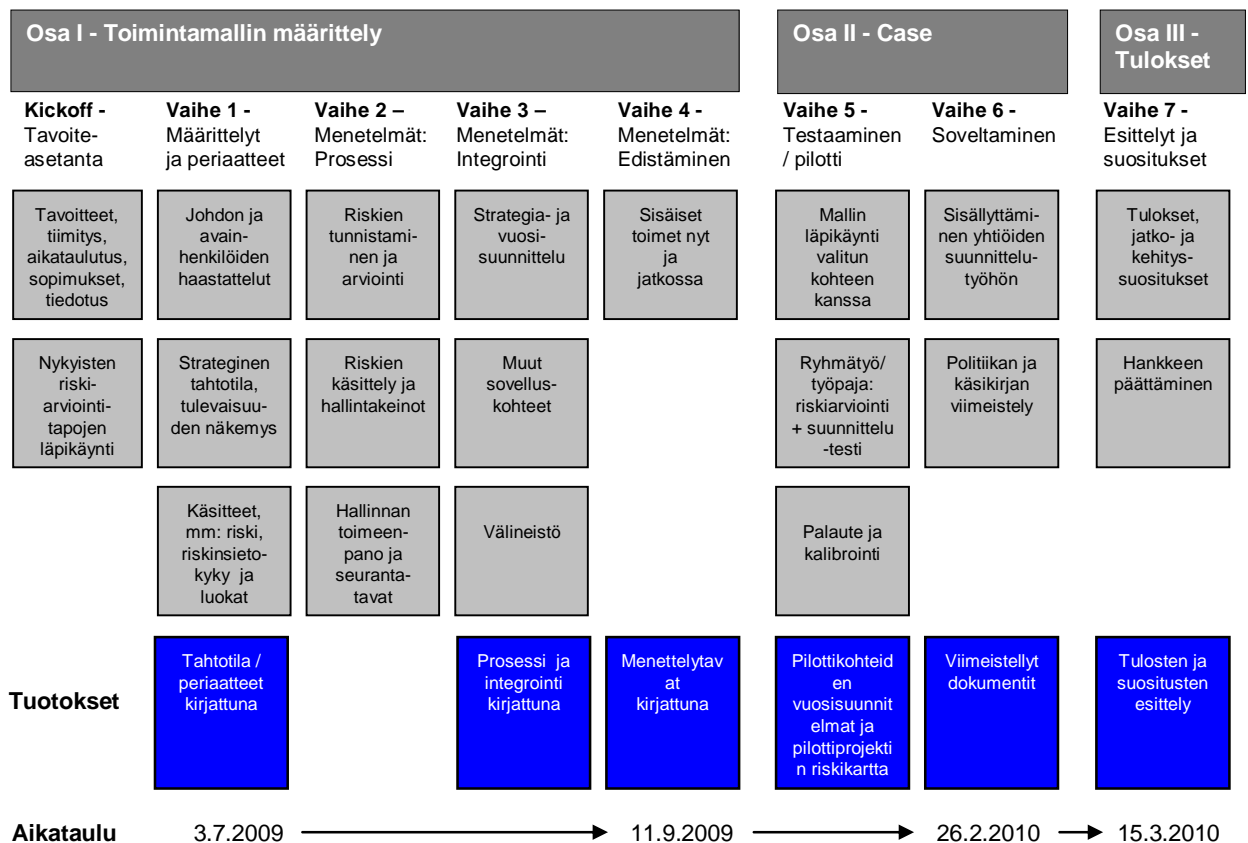 Osa I - Toimintamallin määrittely
Osa II - Case
Osa III -
Tulokset
Kickoff -
Tavoite-
asetanta
Vaihe 1 -
Määrittelyt
ja periaatteet
Vaihe 2 –
Menetelmät:
Prosessi
Vaihe 3 –
Menetelmät:
Integrointi
Vaihe 4 -
Menetelmät:
Edistäminen
Vaihe 5 -
Testaaminen
/ pilotti
Vaihe 6 -
Soveltaminen
Vaihe 7 -
Esittelyt ja
suositukset
Tavoitteet,
tiimitys,
aikataulutus,
sopimukset,
tiedotus
Johdon ja
avain-
henkilöiden
haastattelut
Riskien
tunnistami-
nen ja
arviointi
Strategia- ja
vuosi-
suunnittelu
Sisäiset
toimet nyt
ja
jatkossa
Mallin
läpikäynti
valitun
kohteen
kanssa
Sisällyttämi-
nen yhtiöiden
suunnittelu-
työhön
Tulokset,
jatko- ja
kehitys-
suositukset
Nykyisten
riski-
arviointi-
tapojen
läpikäynti
Strateginen
tahtotila,
tulevaisuu-
den näkemys
Riskien
käsittely ja
hallintakeinot
Muut
sovellus-
kohteet
Ryhmätyö/
työpaja:
riskiarviointi
+ suunnittelu
-testi
Politiikan ja
käsikirjan
viimeistely
Hankkeen
päättäminen
Käsitteet,
mm: riski,
riskinsieto-
kyky ja
luokat
Hallinnan
toimeen-
pano ja
seuranta-
tavat
Välineistö
Palaute ja
kalibrointi
Tuotokset
Tahtotila /
periaatteet
kirjattuna
Prosessi ja
integrointi
kirjattuna
Menettelytav
at
kirjattuna
Pilottikohteid
en
vuosisuunnit
elmat ja
pilottiprojekti
n riskikartta
Viimeistellyt
dokumentit
Tulosten ja
suositusten
esittely
Aikataulu
3.7.2009
11.9.2009
26.2.2010
15.3.2010